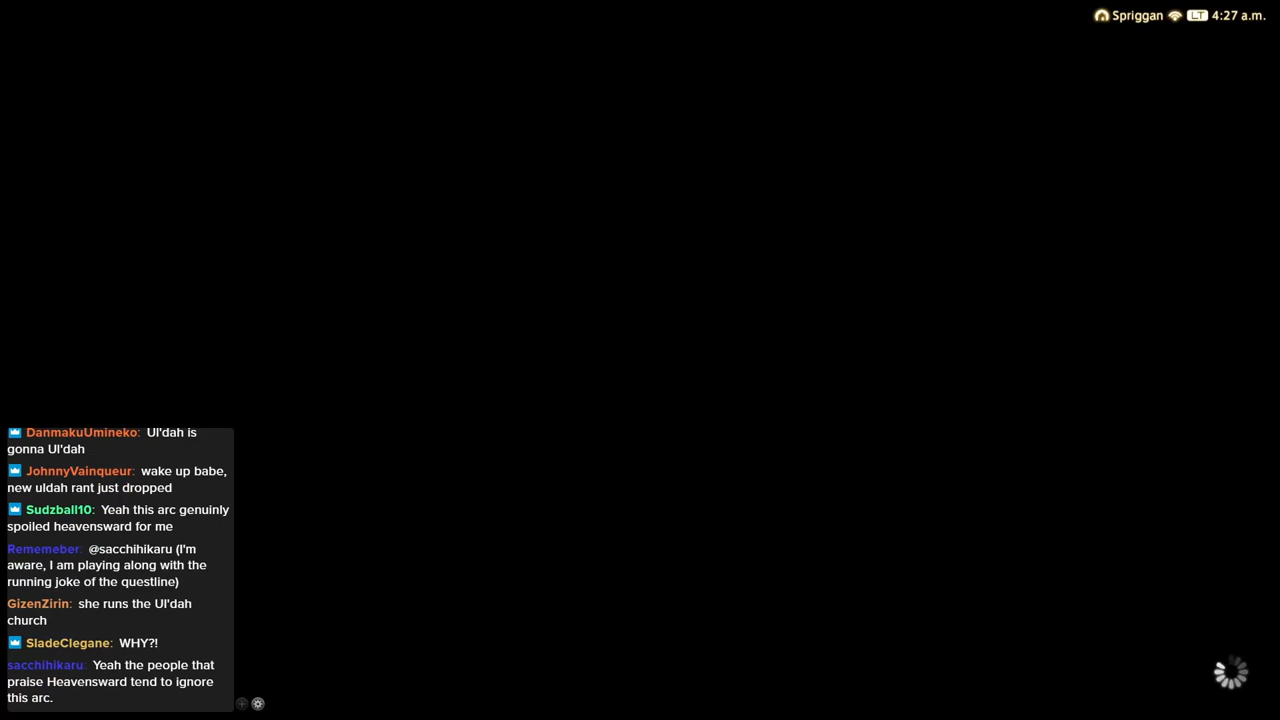 Spriggan LT 4:27 a.m.
DanmakuUmineko: Ul'dah is
gonna Ul'dah
JohnnyVainqueur: wake up babe,
new uldah rant just dropped
Sudzball10: Yeah this arc genuinly
spoiled heavensward for me
Rememeber: @sacchihikaru (I'm
aware, I am playing along with the
running joke of the questline)
GizenZirin: she runs the Ul'dah
church
SladeClegane: WHY?!
sacchihikaru: Yeah the people that
praise Heavensward tend to ignore
this arc.